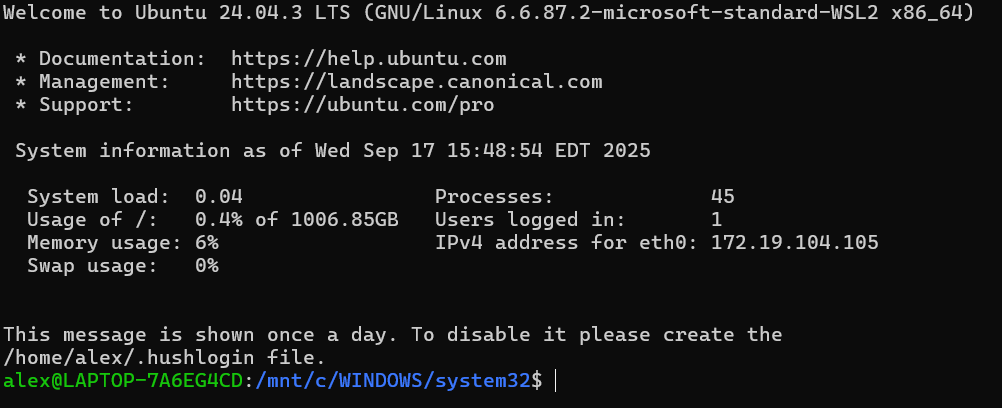 Welcome to Ubuntu 24.04.3 LTS (GNU/Linux 6.6.87.2-microsoft-standard-WSL2 x86_64)
* Documentation:  https://help.ubuntu.com
* Management:     https://landscape.canonical.com
* Support:        https://ubuntu.com/pro
System information as of Wed Sep 17 15:48:54 EDT 2025
System load:  0.04                Processes:             45
Usage of /:   0.4% of 1006.85GB   Users logged in:       1
Memory usage: 6%                  IPv4 address for eth0: 172.19.104.105
Swap usage:   0%
This message is shown once a day. To disable it please create the
/home/alex/.hushlogin file.
alex@LAPTOP-7A6EG4CD:/mnt/c/WINDOWS/system32$